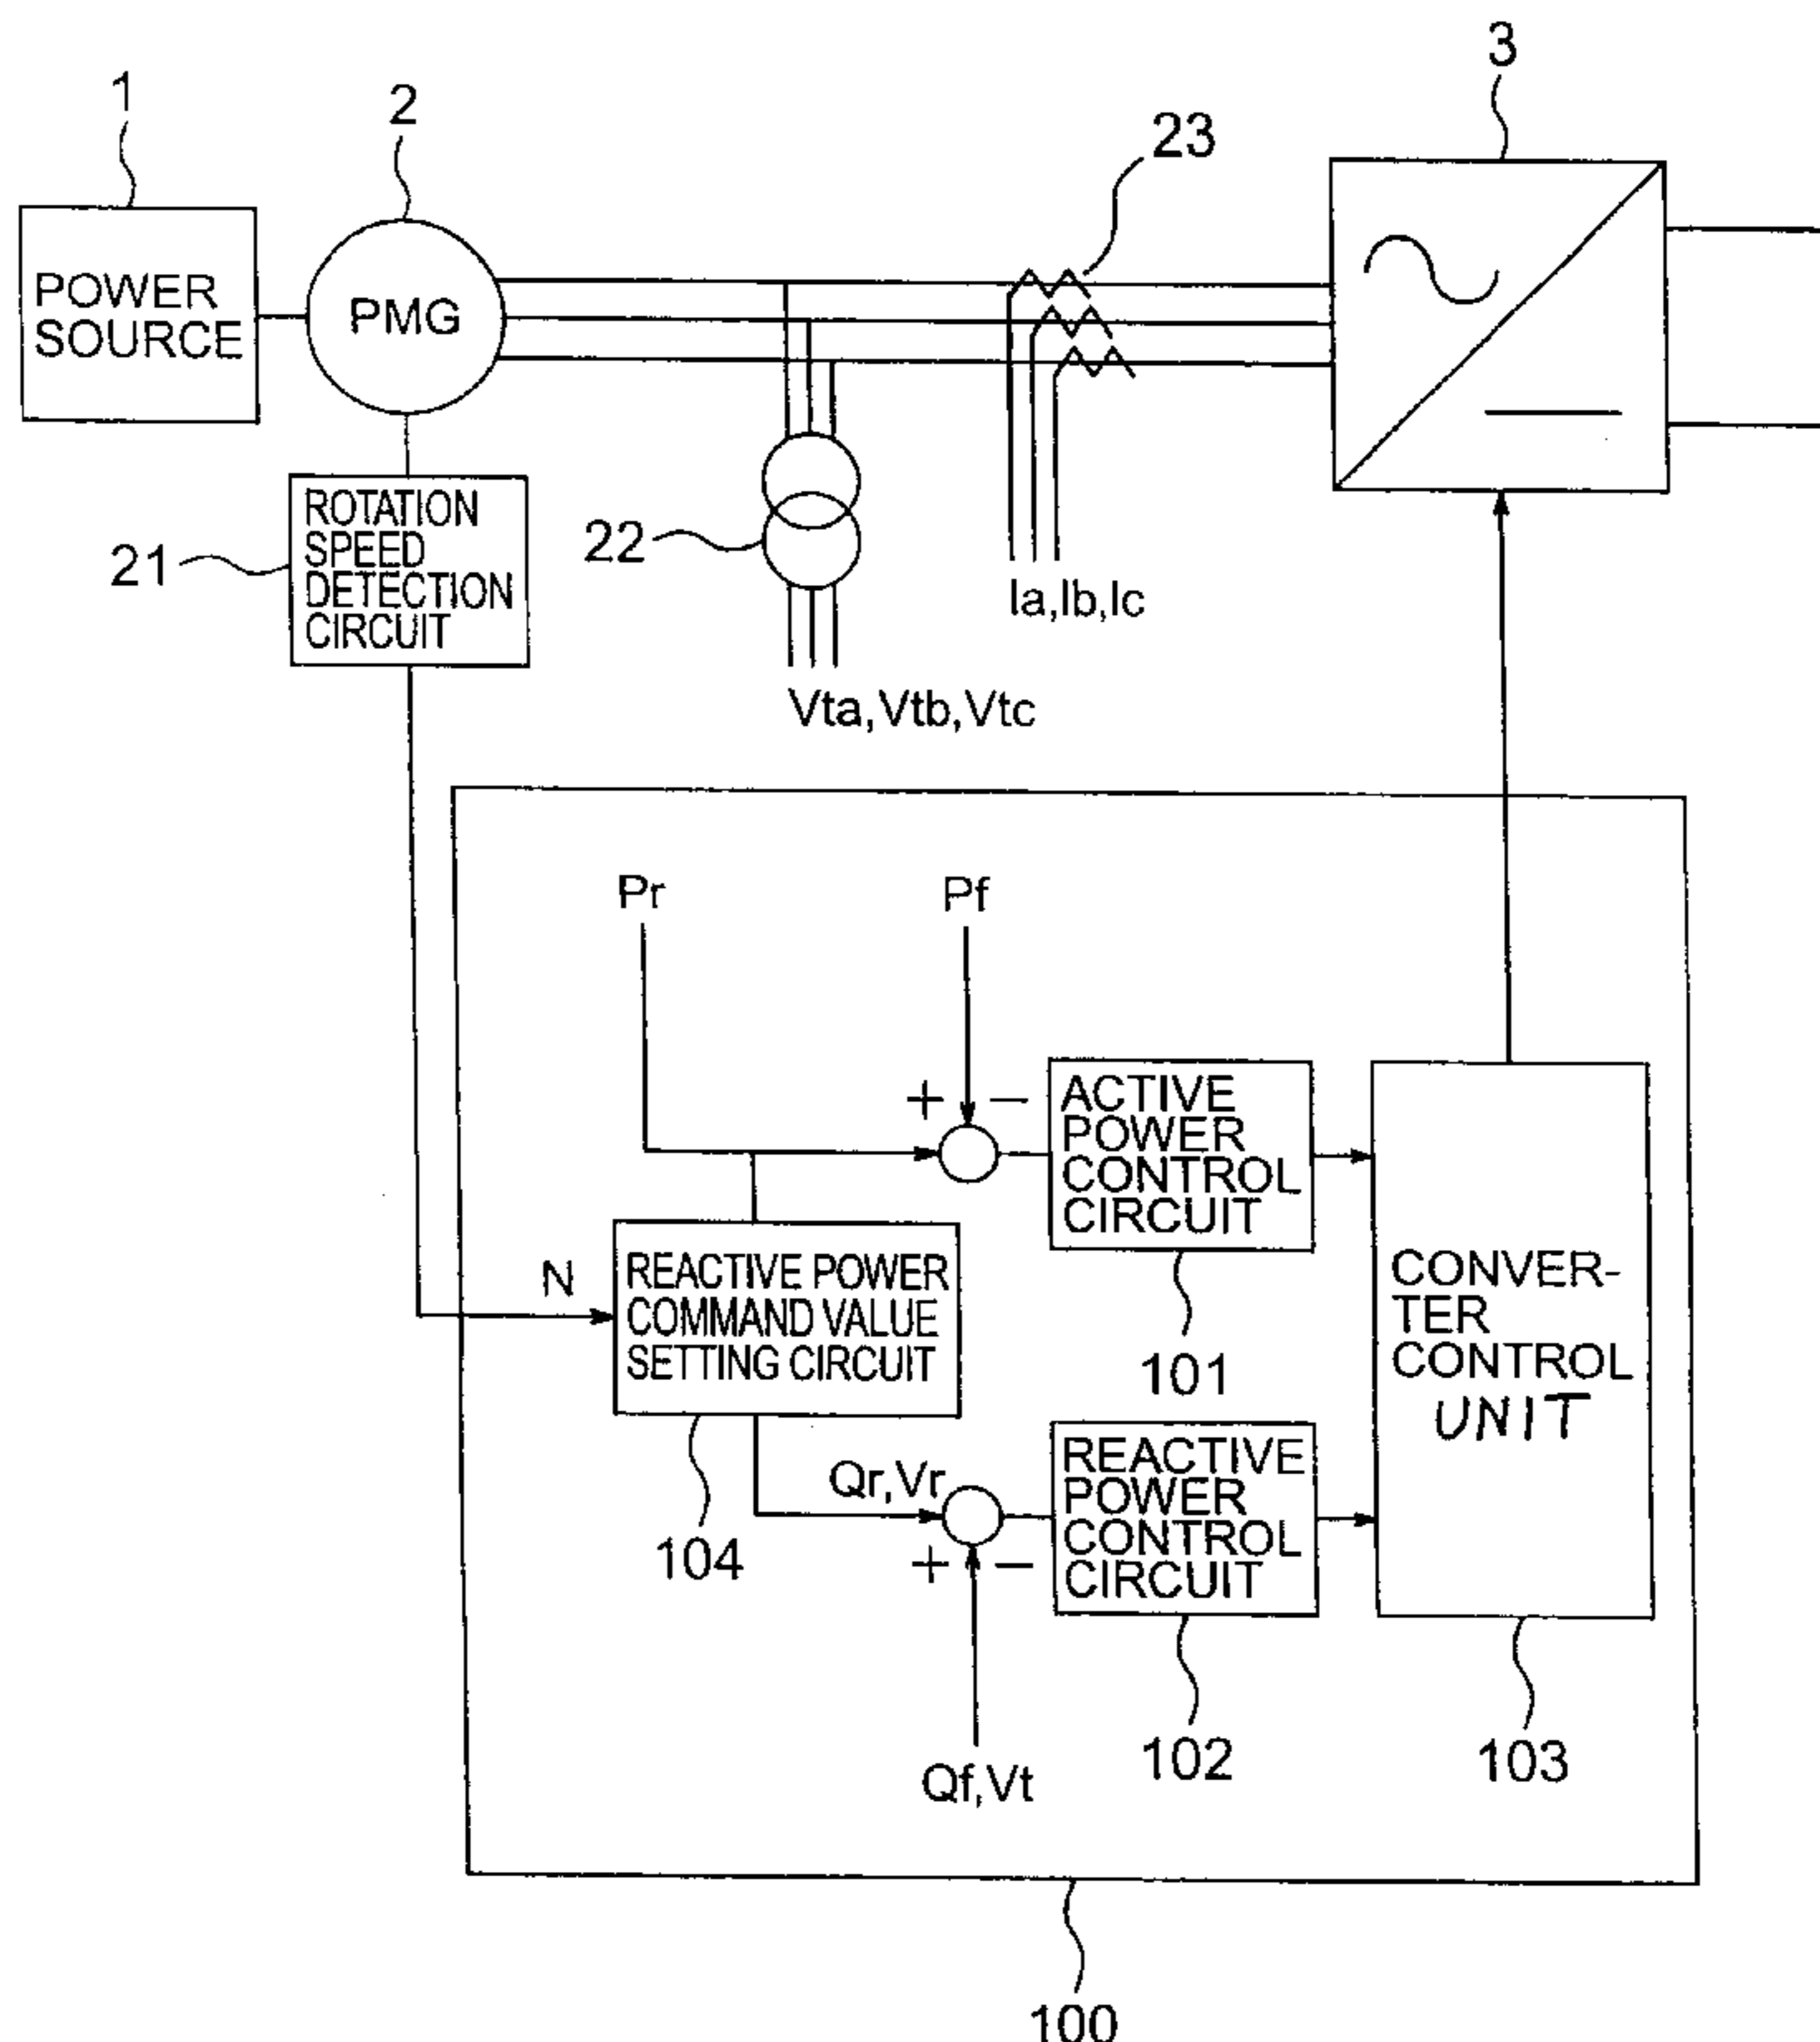 1
2
3
23
POWER
SOURCE
PMG
ROTATION
SPEED
DETECTION
CIRCUIT
21
22
Ia,Ib,Ic
Vta,Vtb,Vtc
Pr
Pf
+ −
ACTIVE
POWER
CONTROL
CIRCUIT
101
N
REACTIVE POWER
COMMAND VALUE
SETTING CIRCUIT
104
CONVER-
TER
CONTROL
UNIT
103
Qr,Vr
+ −
REACTIVE
POWER
CONTROL
CIRCUIT
102
Qf,Vt
100